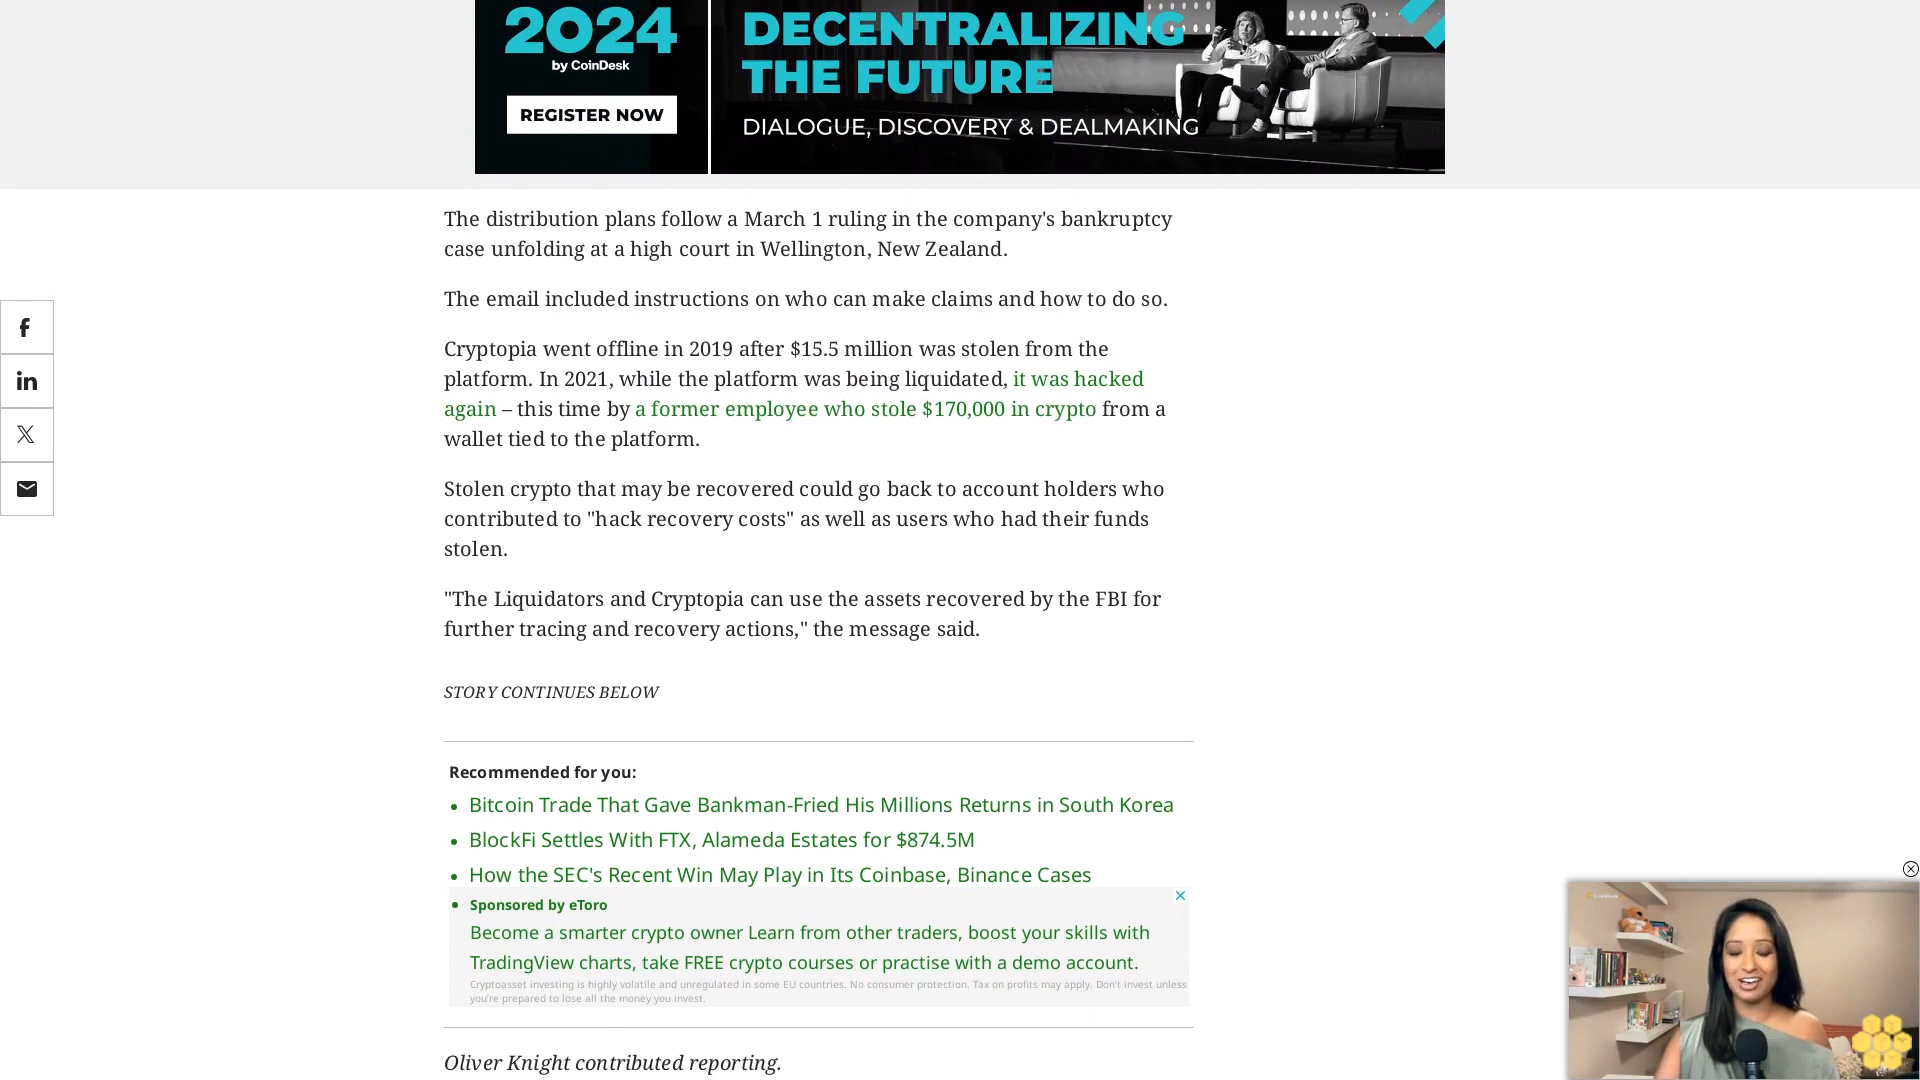 2024
by CoinDesk
REGISTER NOW
DECENTRALIZING
THE FUTURE
DIALOGUE, DISCOVERY & DEALMAKING
The distribution plans follow a March 1 ruling in the company's bankruptcy
case unfolding at a high court in Wellington, New Zealand.
The email included instructions on who can make claims and how to do so.
Cryptopia went offline in 2019 after $15.5 million was stolen from the
platform. In 2021, while the platform was being liquidated, it was hacked
again – this time by a former employee who stole $170,000 in crypto from a
wallet tied to the platform.
Stolen crypto that may be recovered could go back to account holders who
contributed to "hack recovery costs" as well as users who had their funds
stolen.
"The Liquidators and Cryptopia can use the assets recovered by the FBI for
further tracing and recovery actions," the message said.
STORY CONTINUES BELOW
Recommended for you:
• Bitcoin Trade That Gave Bankman-Fried His Millions Returns in South Korea
• BlockFi Settles With FTX, Alameda Estates for $874.5M
• How the SEC's Recent Win May Play in Its Coinbase, Binance Cases
• Sponsored by eToro
Become a smarter crypto owner Learn from other traders, boost your skills with
TradingView charts, take FREE crypto courses or practise with a demo account.
Cryptoasset investing is highly volatile and unregulated in some EU countries. No consumer protection. Tax on profits may apply. Don't invest unless
you're prepared to lose all the money you invest.
Oliver Knight contributed reporting.